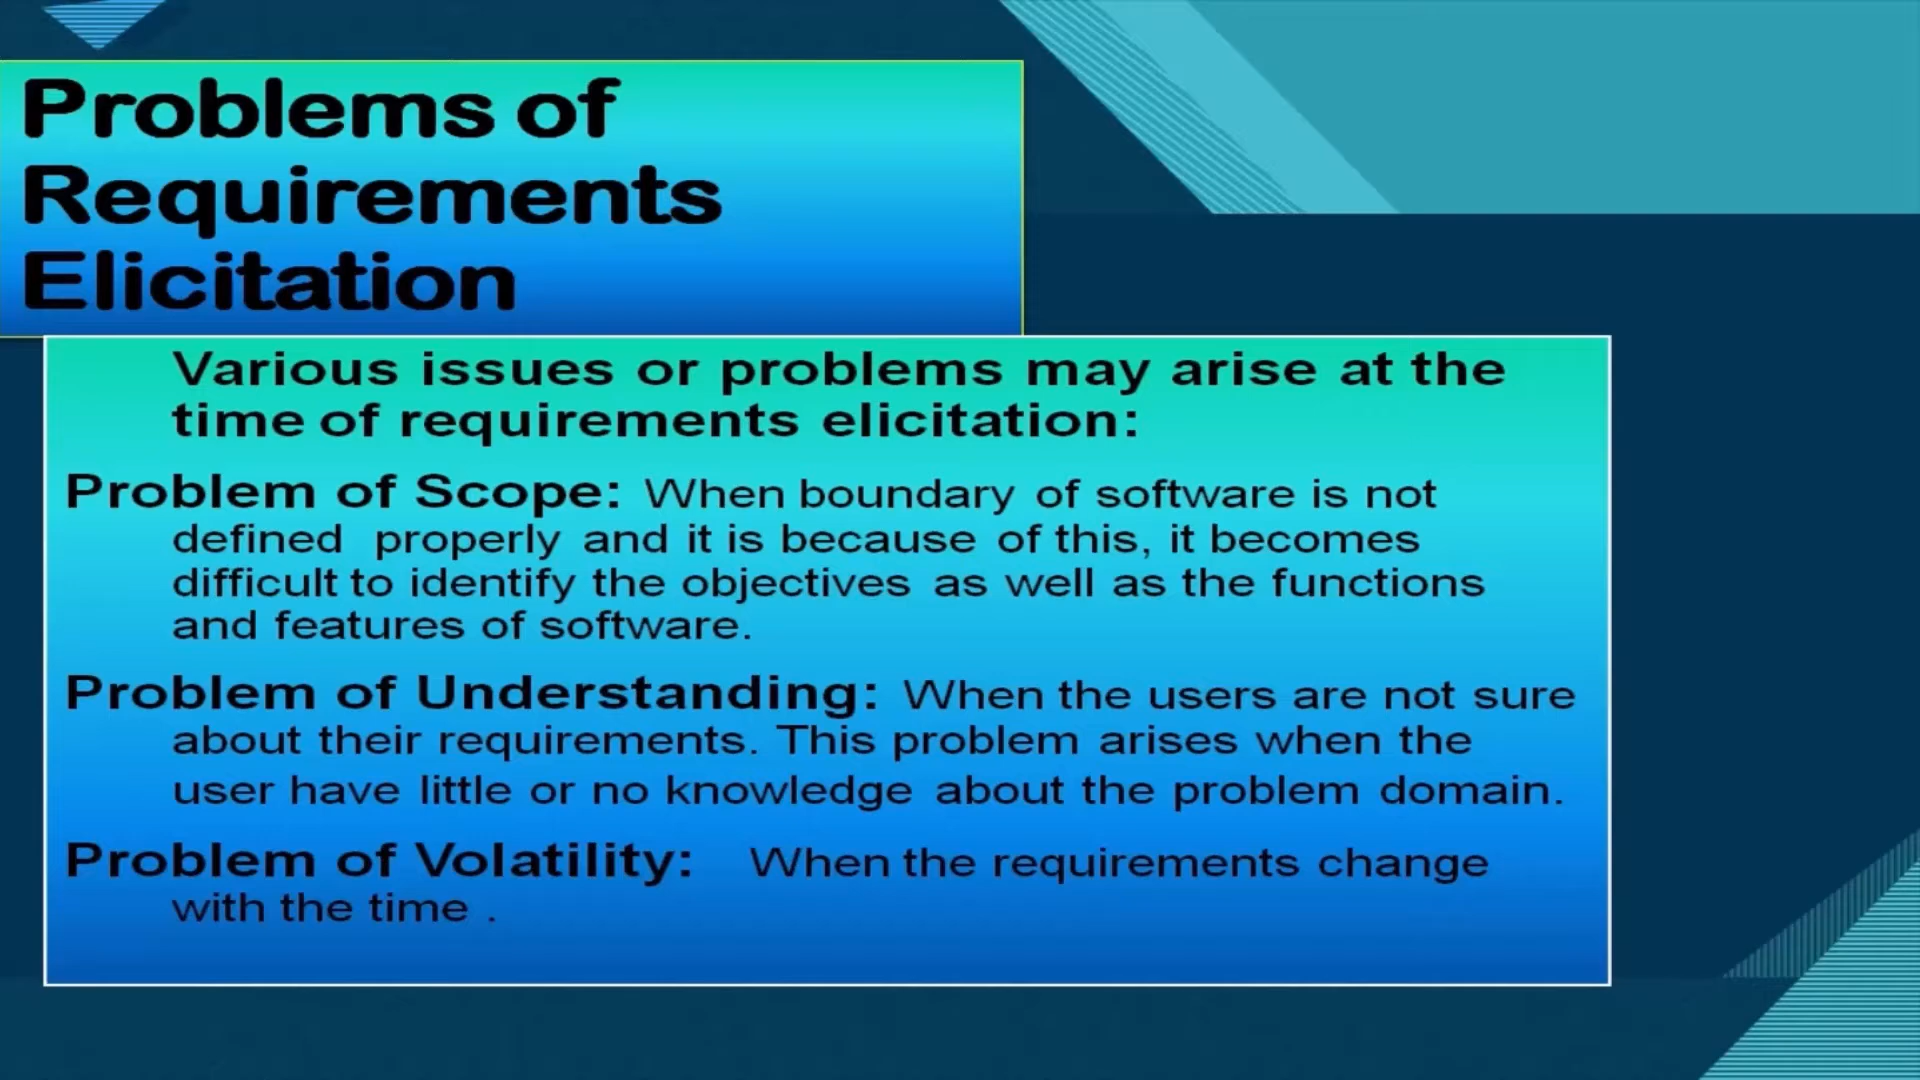 Problems of
Requirements
Elicitation
Various issues or problems may arise at the
time of requirements elicitation:
Problem of Scope: When boundary of software is not
defined properly and it is because of this, it becomes
difficult to identify the objectives as well as the functions
and features of software.
Problem of Understanding: When the users are not sure
about their requirements. This problem arises when the
user have little or no knowledge about the problem domain.
Problem of Volatility: When the requirements change
with the time .